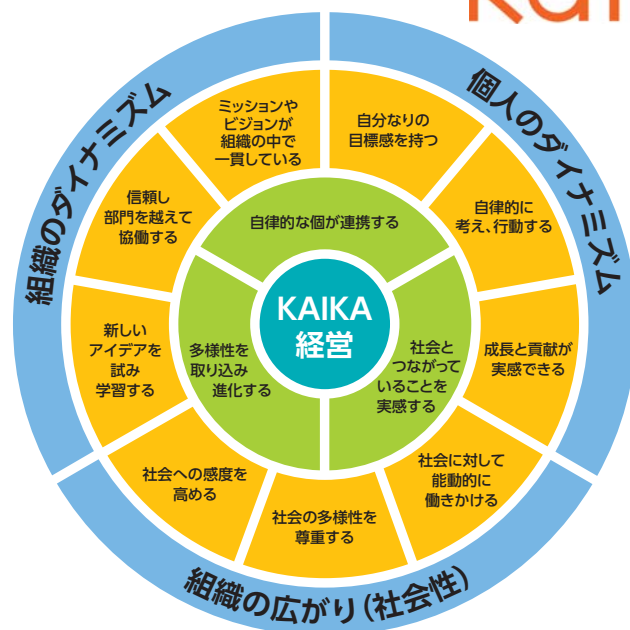 組織のダイナミズム
個人のダイナミズム
組織の広がり（社会性）
ミッションや
ビジョンが
組織の中で
一貫している
自分なりの
目標感を持つ
自律的に
考え、行動する
成長と貢献が
実感できる
社会に対して
能動的に
働きかける
社会の多様性を
尊重する
社会への感度を
高める
新しい
アイデアを
試み
学習する
信頼し
部門を越えて
協働する
自律的な個が連携する
社会と
つながって
いることを
実感する
多様性を
取り込み
進化する
KAIKA
経営